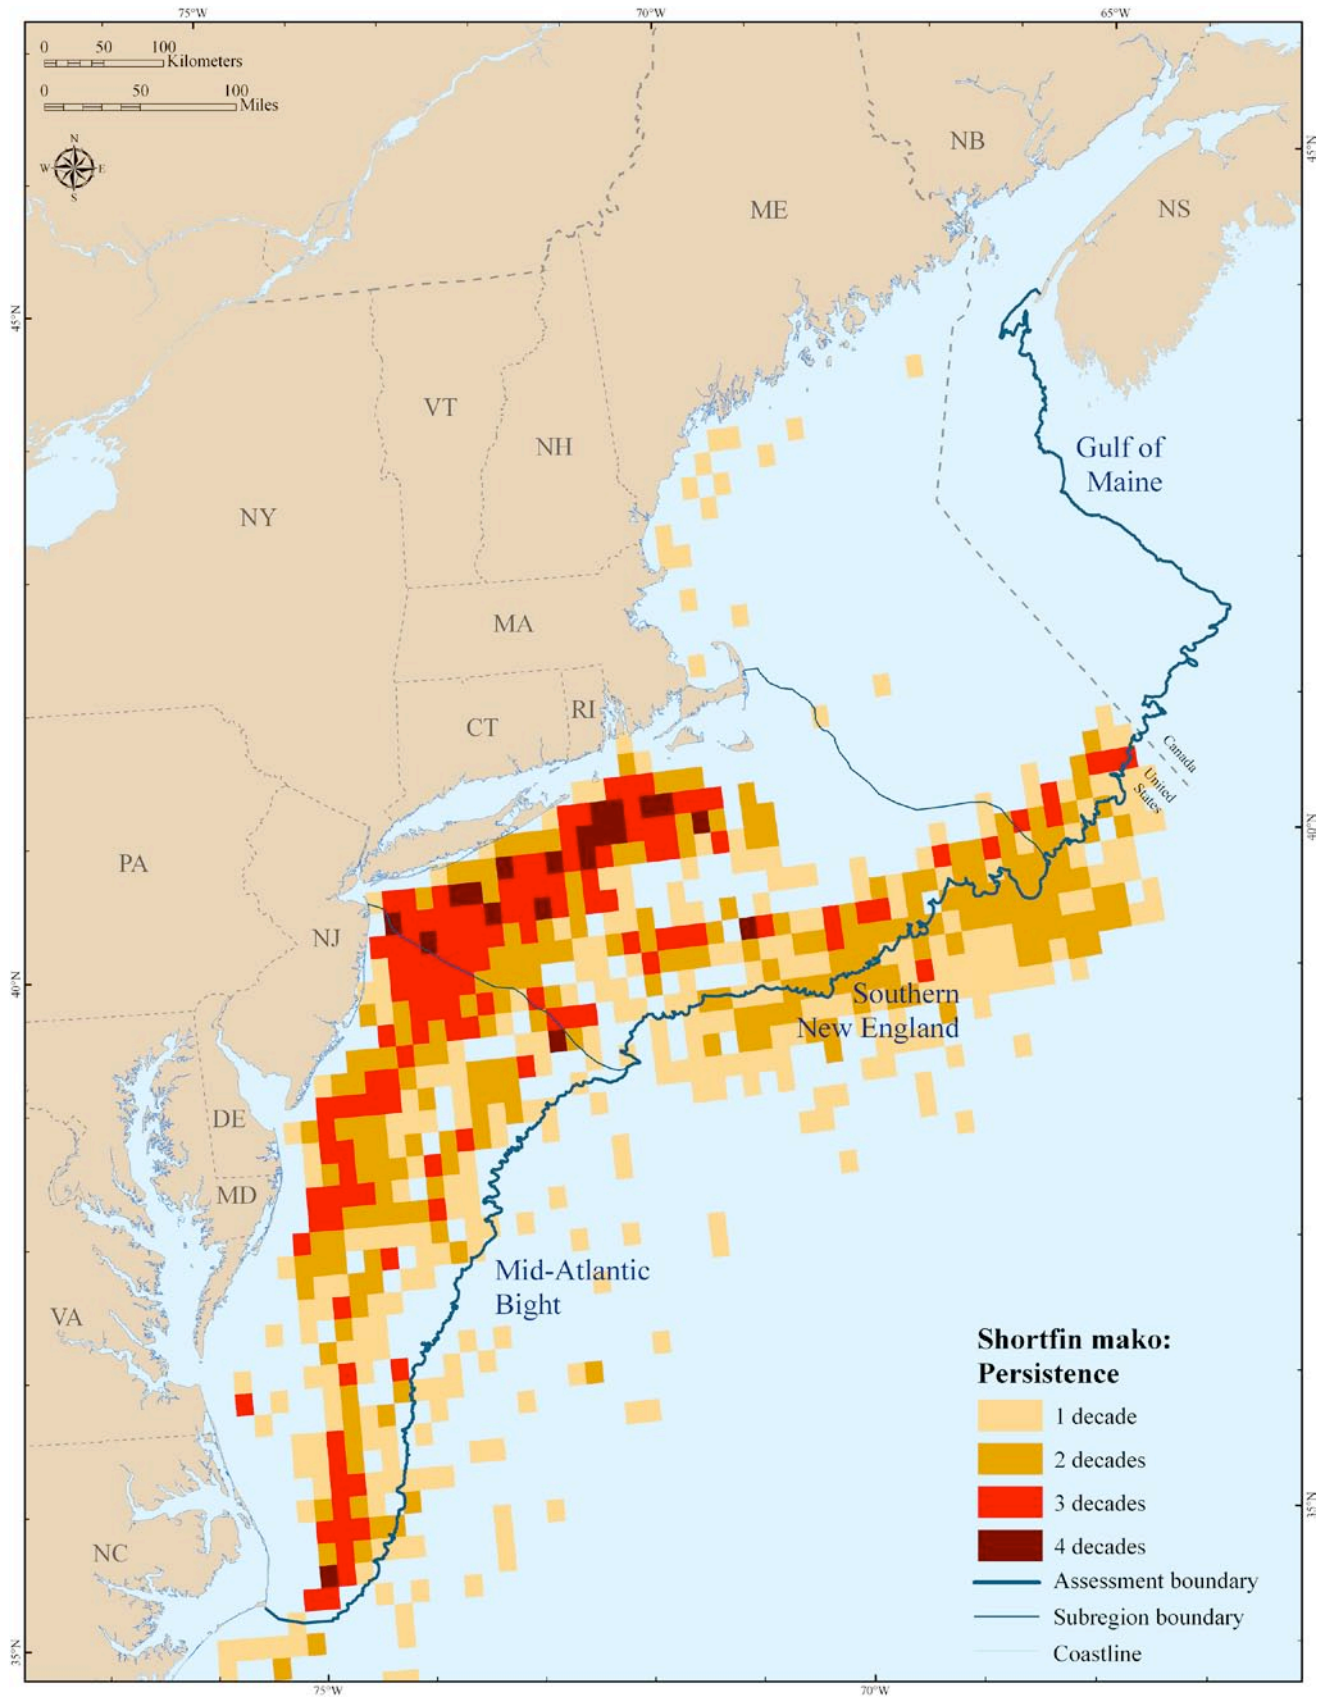 75°W 70°W 65°W
0 50 100
Kilometers
0 50 100
Miles
N
W E
S
NB
45°N
ME
NS
45°N
VT
NH
Gulf of
Maine
NY
MA
CT
RI
Canada
United
States
40°N
PA
NJ
40°N
Southern
New England
DE
MD
Mid-Atlantic
Bight
VA
Shortfin mako:
Persistence
1 decade
2 decades
3 decades
35°N
4 decades
NC
Assessment boundary
Subregion boundary
Coastline
35°N
75°W 70°W